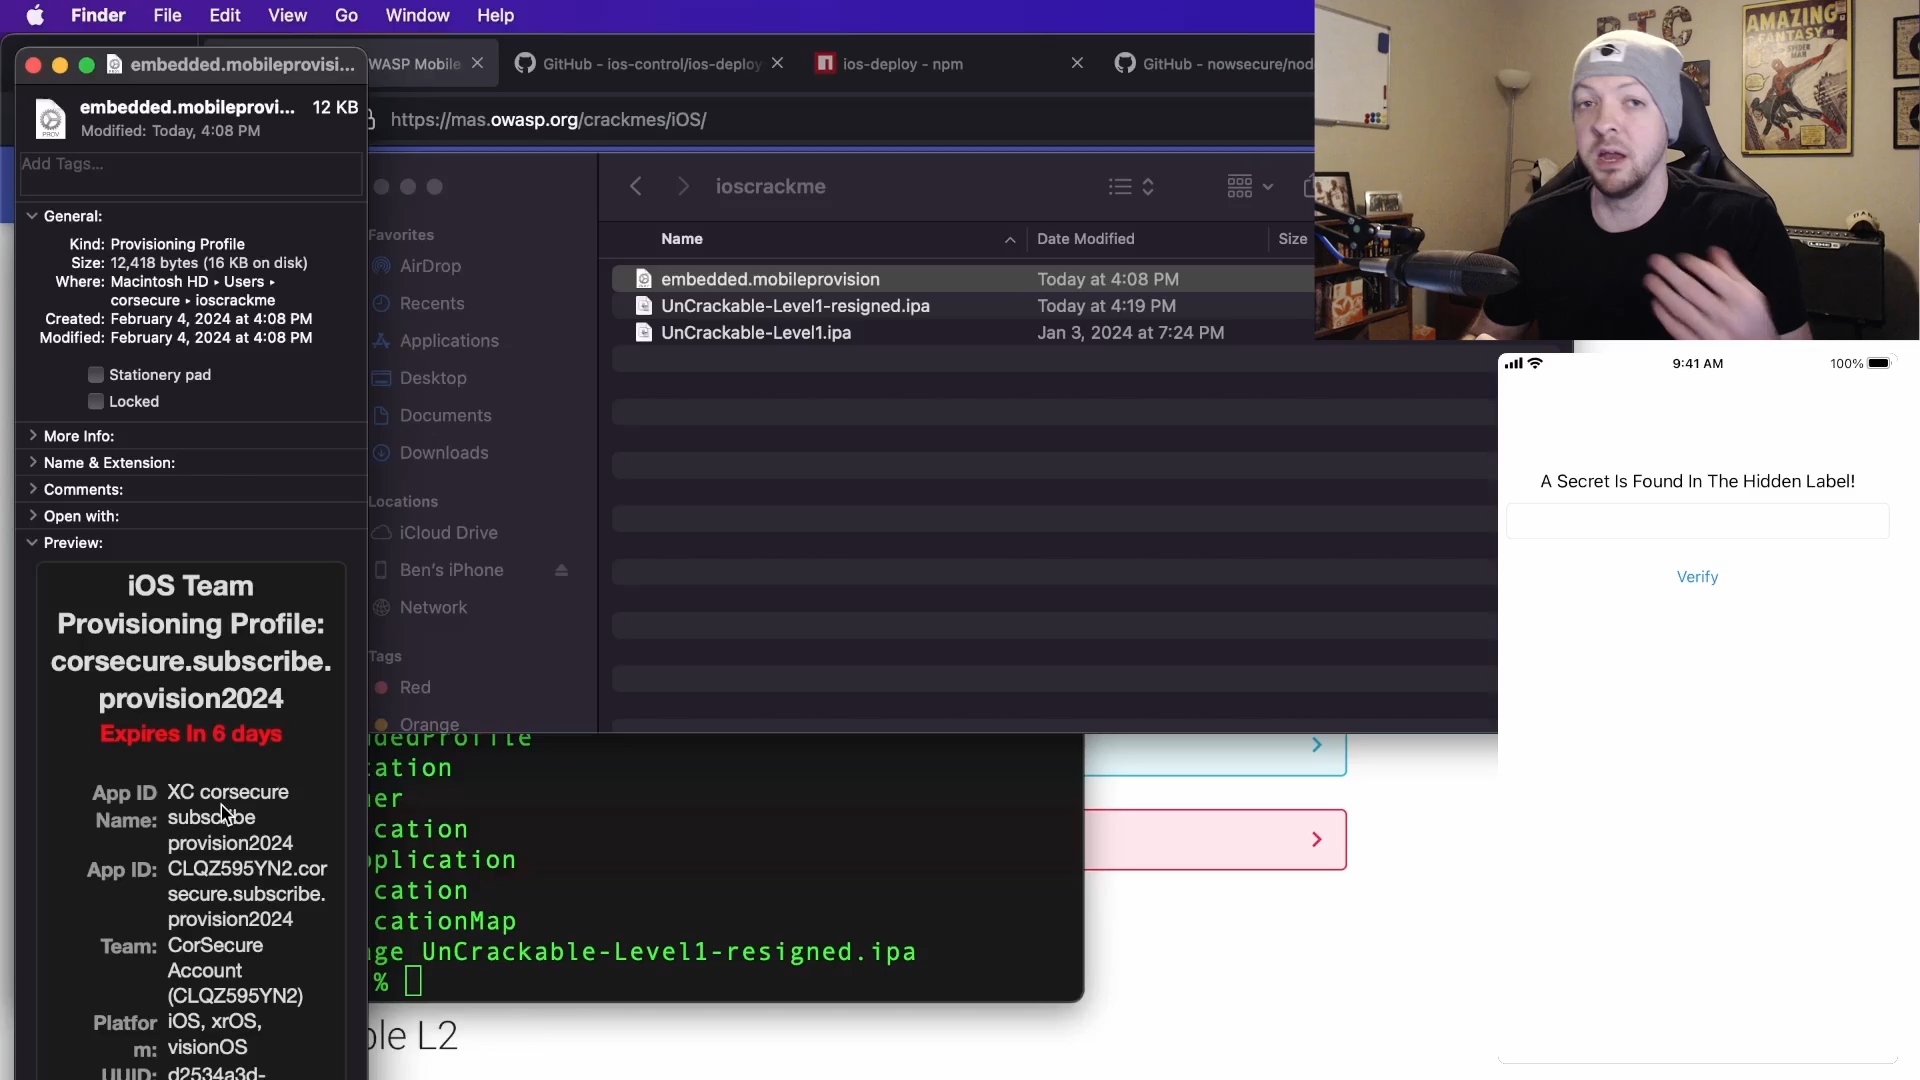 Finder File Edit View Go Window Help
embedded.mobileprovisi...
WASP Mobile
GitHub - ios-control/ios-deploy
ios-deploy - npm
GitHub - nowsecure/nod
https://mas.owasp.org/crackmes/iOS/
embedded.mobileprovi... 12 KB
Modified: Today, 4:08 PM
Add Tags...
General:
Kind: Provisioning Profile
Size: 12,418 bytes (16 KB on disk)
Where: Macintosh HD ▸ Users ▸
corsecure ▸ ioscrackme
Created: February 4, 2024 at 4:08 PM
Modified: February 4, 2024 at 4:08 PM
Stationery pad
Locked
More Info:
Name & Extension:
Comments:
Open with:
Preview:
iOS Team
Provisioning Profile:
corsecure.subscribe.
provision2024
Expires In 6 days
App ID Name: XC corsecure
subscribe
provision2024
App ID: CLQZ595YN2.cor
secure.subscribe.
provision2024
Team: CorSecure
Account
(CLQZ595YN2)
Platfor
m: iOS, xrOS,
visionOS
UUID: d2534a3d-
Favorites
AirDrop
Recents
Applications
Desktop
Documents
Downloads
Locations
iCloud Drive
Ben's iPhone
Network
Tags
Red
Orange
ioscrackme
Name Date Modified Size
embedded.mobileprovision Today at 4:08 PM
UnCrackable-Level1-resigned.ipa Today at 4:19 PM
UnCrackable-Level1.ipa Jan 3, 2024 at 7:24 PM
dedProfile
cation
er
cation
pplication
cation
cationMap
ge UnCrackable-Level1-resigned.ipa
%
ble L2
AMAZING
FANTASY
9:41 AM 100%
A Secret Is Found In The Hidden Label!
Verify